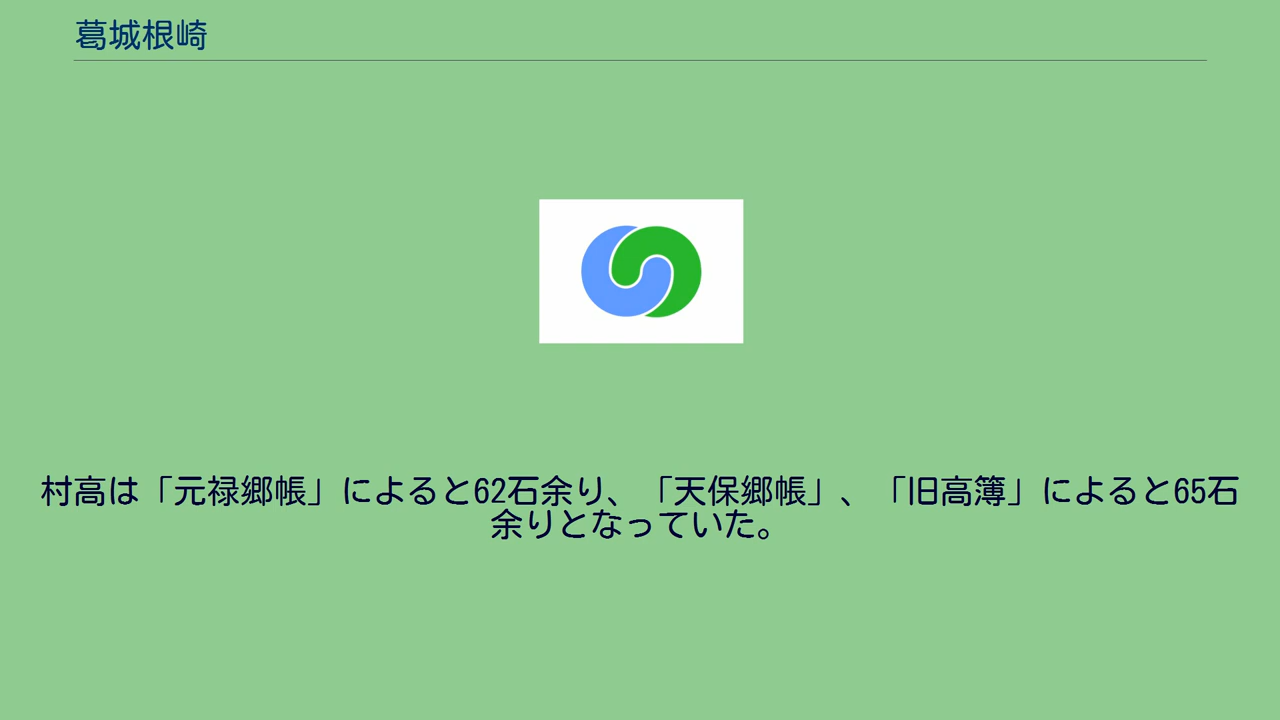 葛城根崎
村高は「元禄郷帳」によると62石余り、「天保郷帳」、「旧高簿」によると65石
余りとなっていた。